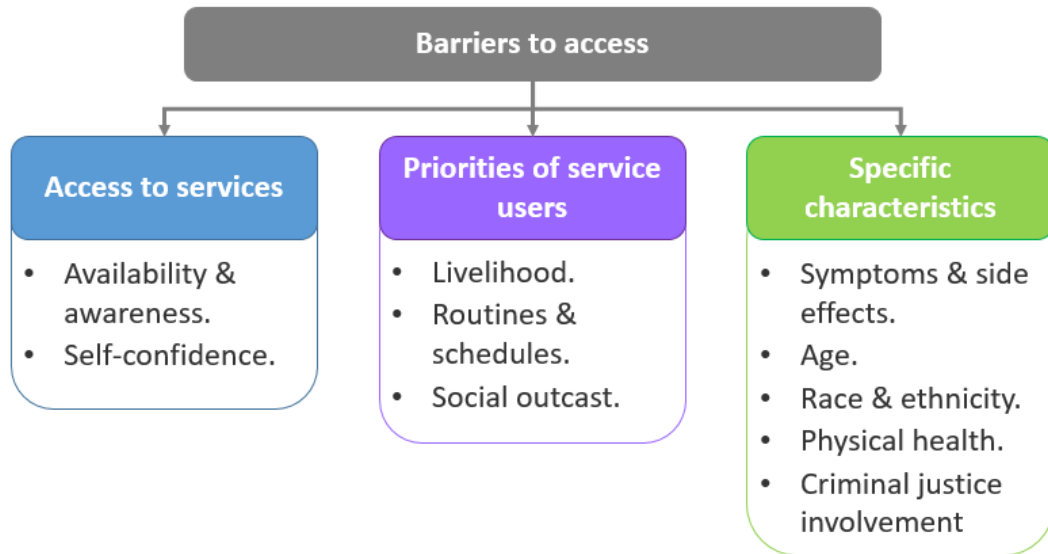 Barriers to access
Access to services
• Availability &
awareness.
• Self-confidence.
Priorities of service
users
• Livelihood.
• Routines &
schedules.
• Social outcast.
Specific
characteristics
• Symptoms & side
effects.
• Age.
• Race & ethnicity.
• Physical health.
• Criminal justice
involvement